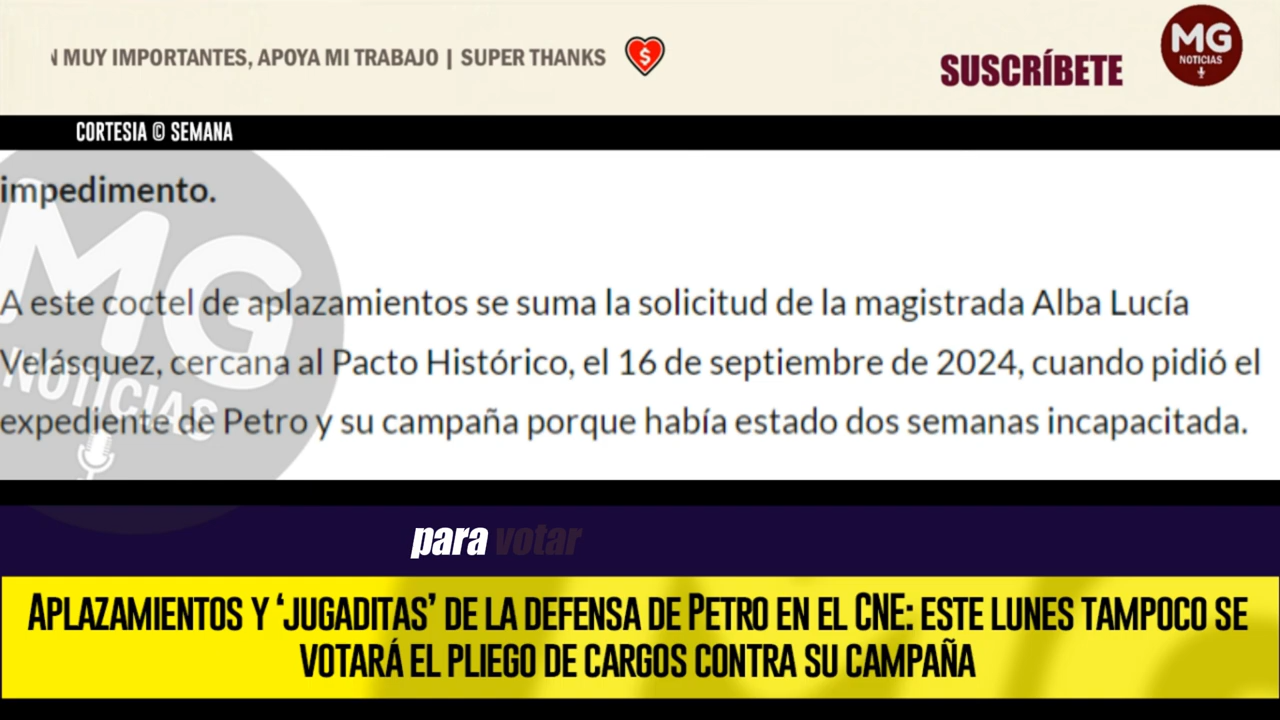 MUY IMPORTANTES, APOYA MI TRABAJO | SUPER THANKS
SUSCRÍBETE
MG
NOTICIAS
CORTESIA © SEMANA
impedimento.
A este coctel de aplazamientos se suma la solicitud de la magistrada Alba Lucía
Velásquez, cercana al Pacto Histórico, el 16 de septiembre de 2024, cuando pidió el
expediente de Petro y su campaña porque había estado dos semanas incapacitada.
MG
NOTICIAS
para votar
APLAZAMIENTOS Y ‘JUGADITAS’ DE LA DEFENSA DE PETRO EN EL CNE: ESTE LUNES TAMPOCO SE
VOTARÁ EL PLIEGO DE CARGOS CONTRA SU CAMPAÑA